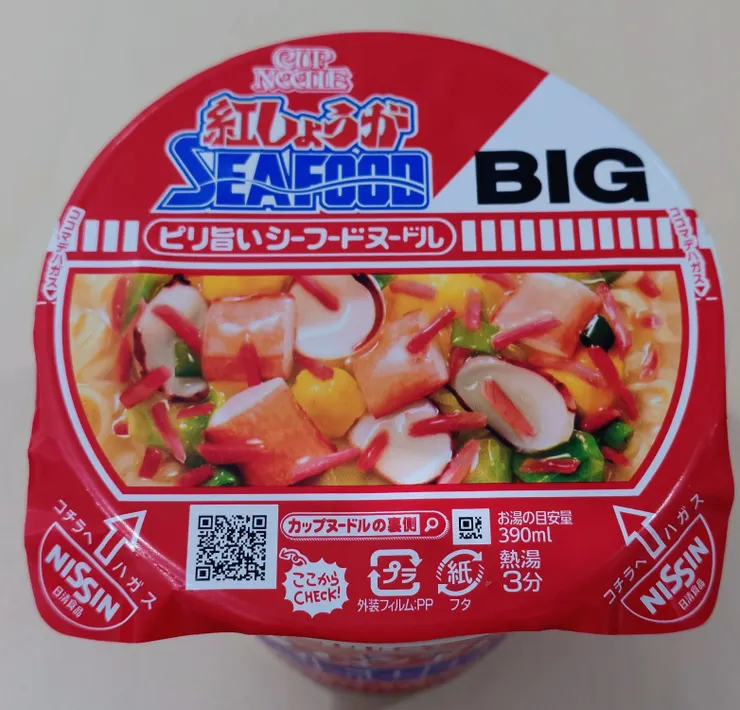 CUP
NOODLE
紅しょうが
SEAFOOD
BIG
ピリ旨いシーフードヌードル
ココマデハガス
ココマデハガス
カップヌードルの裏側
お湯の目安量
390ml
熱湯
3分
ここから
CHECK!
プラ
外装フィルム:PP
紙
フタ
コチラヘハガス
NISSIN
日清食品
コチラヘハガス
NISSIN
日清食品